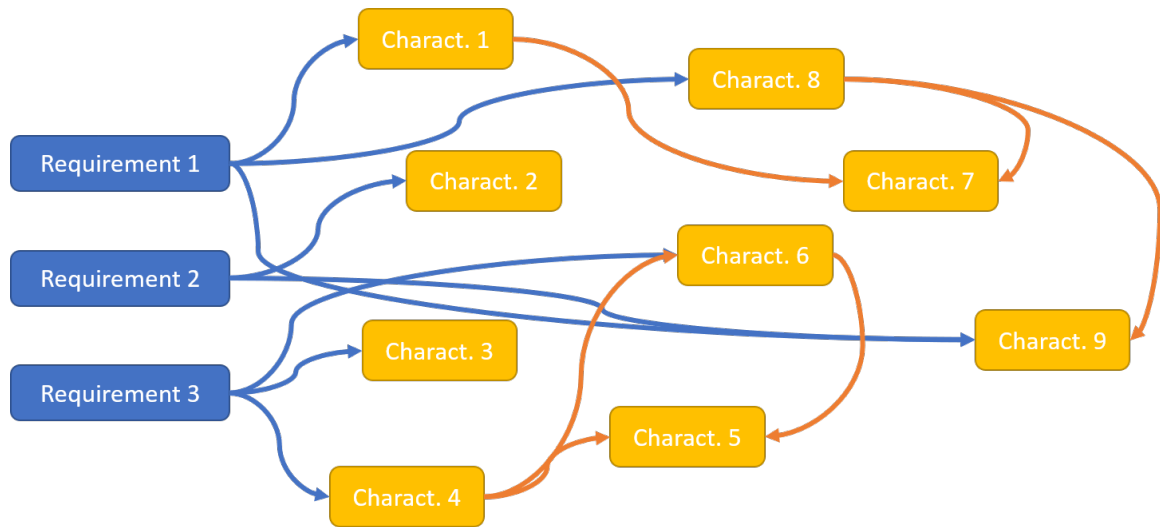 Charact. 1
Charact. 8
Requirement 1
Charact. 2
Charact. 7
Requirement 2
Charact. 6
Charact. 3
Charact. 9
Requirement 3
Charact. 5
Charact. 4